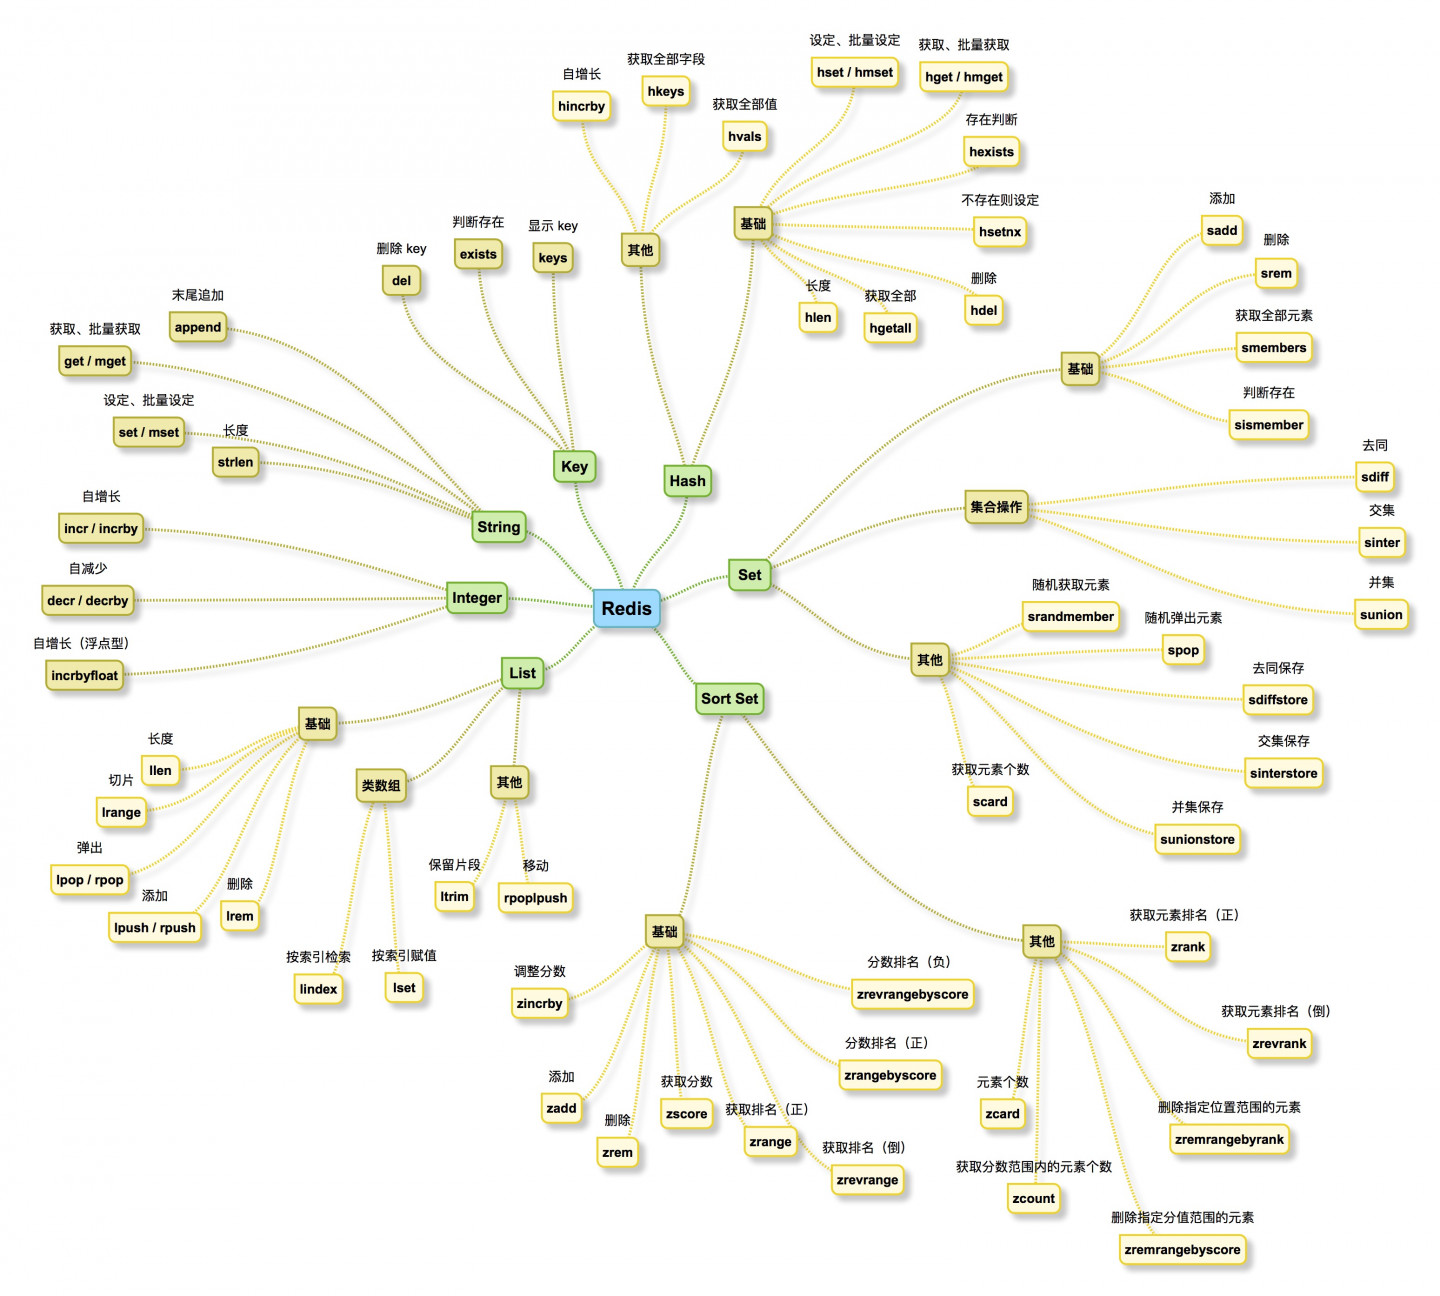 Redis
Key
删除 key
del
判断存在
exists
显示 key
keys
String
末尾追加
append
获取、批量获取
get / mget
设定、批量设定
set / mset
长度
strlen
Integer
自增长
incr / incrby
自减少
decr / decrby
自增长（浮点型）
incrbyfloat
List
基础
长度
llen
切片
lrange
弹出
lpop / rpop
添加
lpush / rpush
删除
lrem
类数组
按索引检索
lindex
按索引赋值
lset
其他
保留片段
ltrim
移动
rpoplpush
Hash
其他
自增长
hincrby
获取全部字段
hkeys
获取全部值
hvals
基础
设定、批量设定
hset / hmset
获取、批量获取
hget / hmget
存在判断
hexists
不存在则设定
hsetnx
删除
hdel
获取全部
hgetall
长度
hlen
Set
基础
添加
sadd
删除
srem
获取全部元素
smembers
判断存在
sismember
集合操作
去同
sdiff
交集
sinter
并集
sunion
其他
随机获取元素
srandmember
随机弹出元素
spop
去同保存
sdiffstore
交集保存
sinterstore
并集保存
sunionstore
获取元素个数
scard
Sort Set
基础
调整分数
zincrby
添加
zadd
删除
zrem
获取分数
zscore
获取排名（正）
zrange
获取排名（倒）
zrevrange
分数排名（正）
zrangebyscore
分数排名（负）
zrevrangebyscore
其他
获取元素排名（正）
zrank
获取元素排名（倒）
zrevrank
删除指定位置范围的元素
zremrangebyrank
删除指定分值范围的元素
zremrangebyscore
元素个数
zcard
获取分数范围内的元素个数
zcount